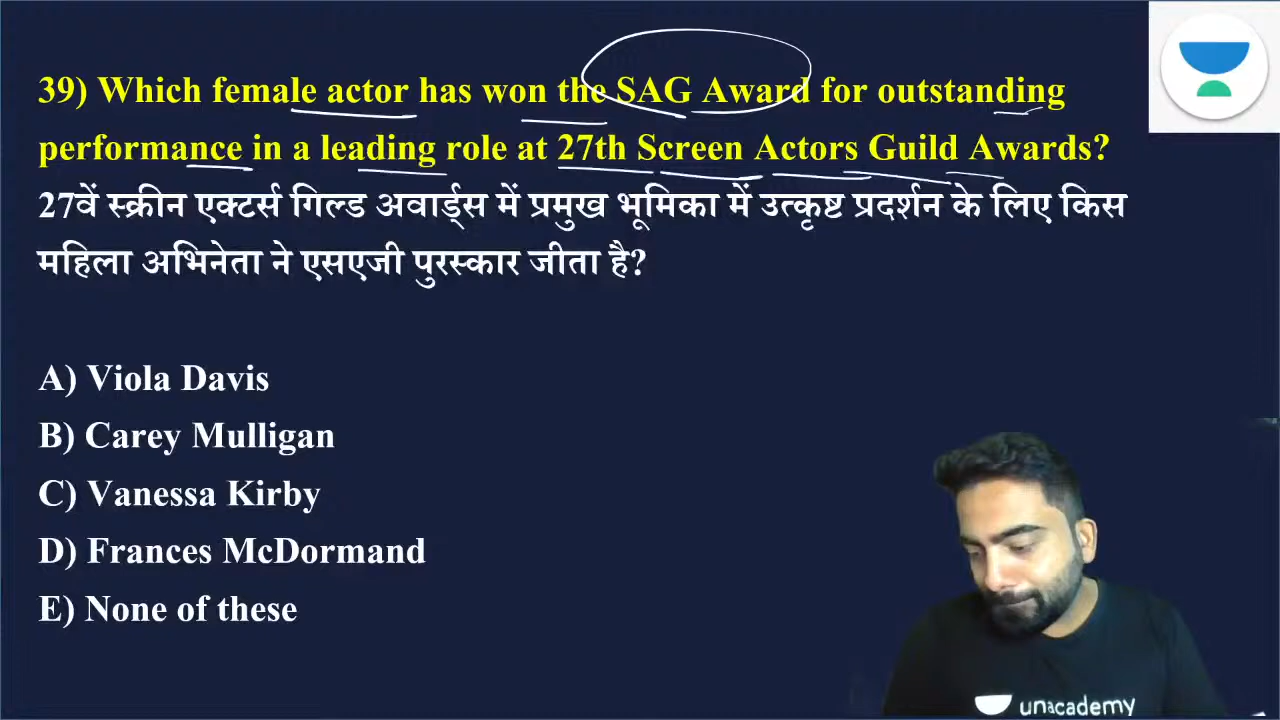 39) Which female actor has won the SAG Award for outstanding
performance in a leading role at 27th Screen Actors Guild Awards?
27वें स्क्रीन एक्टर्स गिल्ड अवार्ड्स में प्रमुख भूमिका में उत्कृष्ट प्रदर्शन के लिए किस
महिला अभिनेता ने एसएजी पुरस्कार जीता है?
A) Viola Davis
B) Carey Mulligan
C) Vanessa Kirby
D) Frances McDormand
E) None of these
unacademy